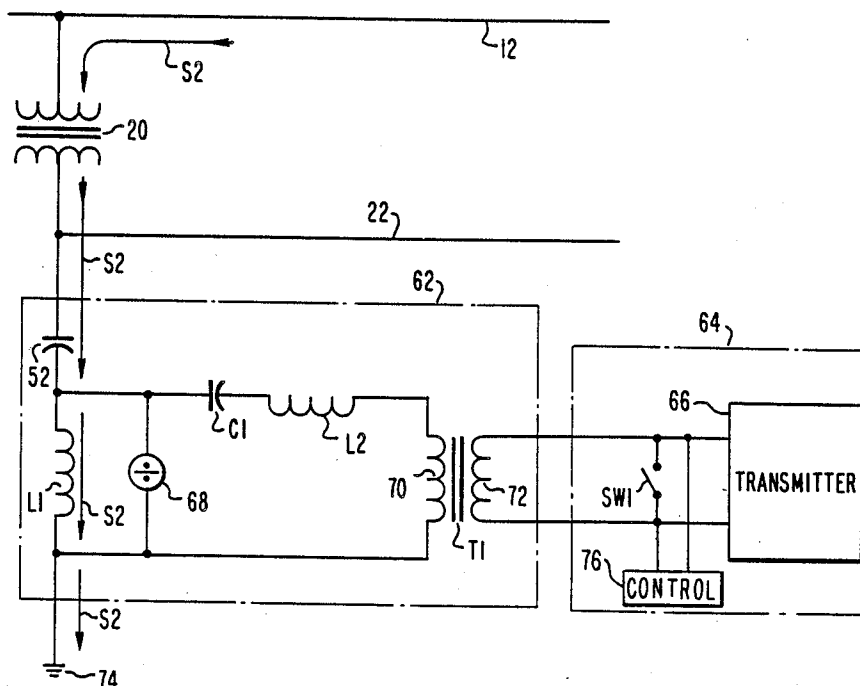 12
S2
20
22
S2
62
64
52
66
C1
L2
L1
S2
68
70
72
T1
SW1
TRANSMITTER
76
CONTROL
S2
74